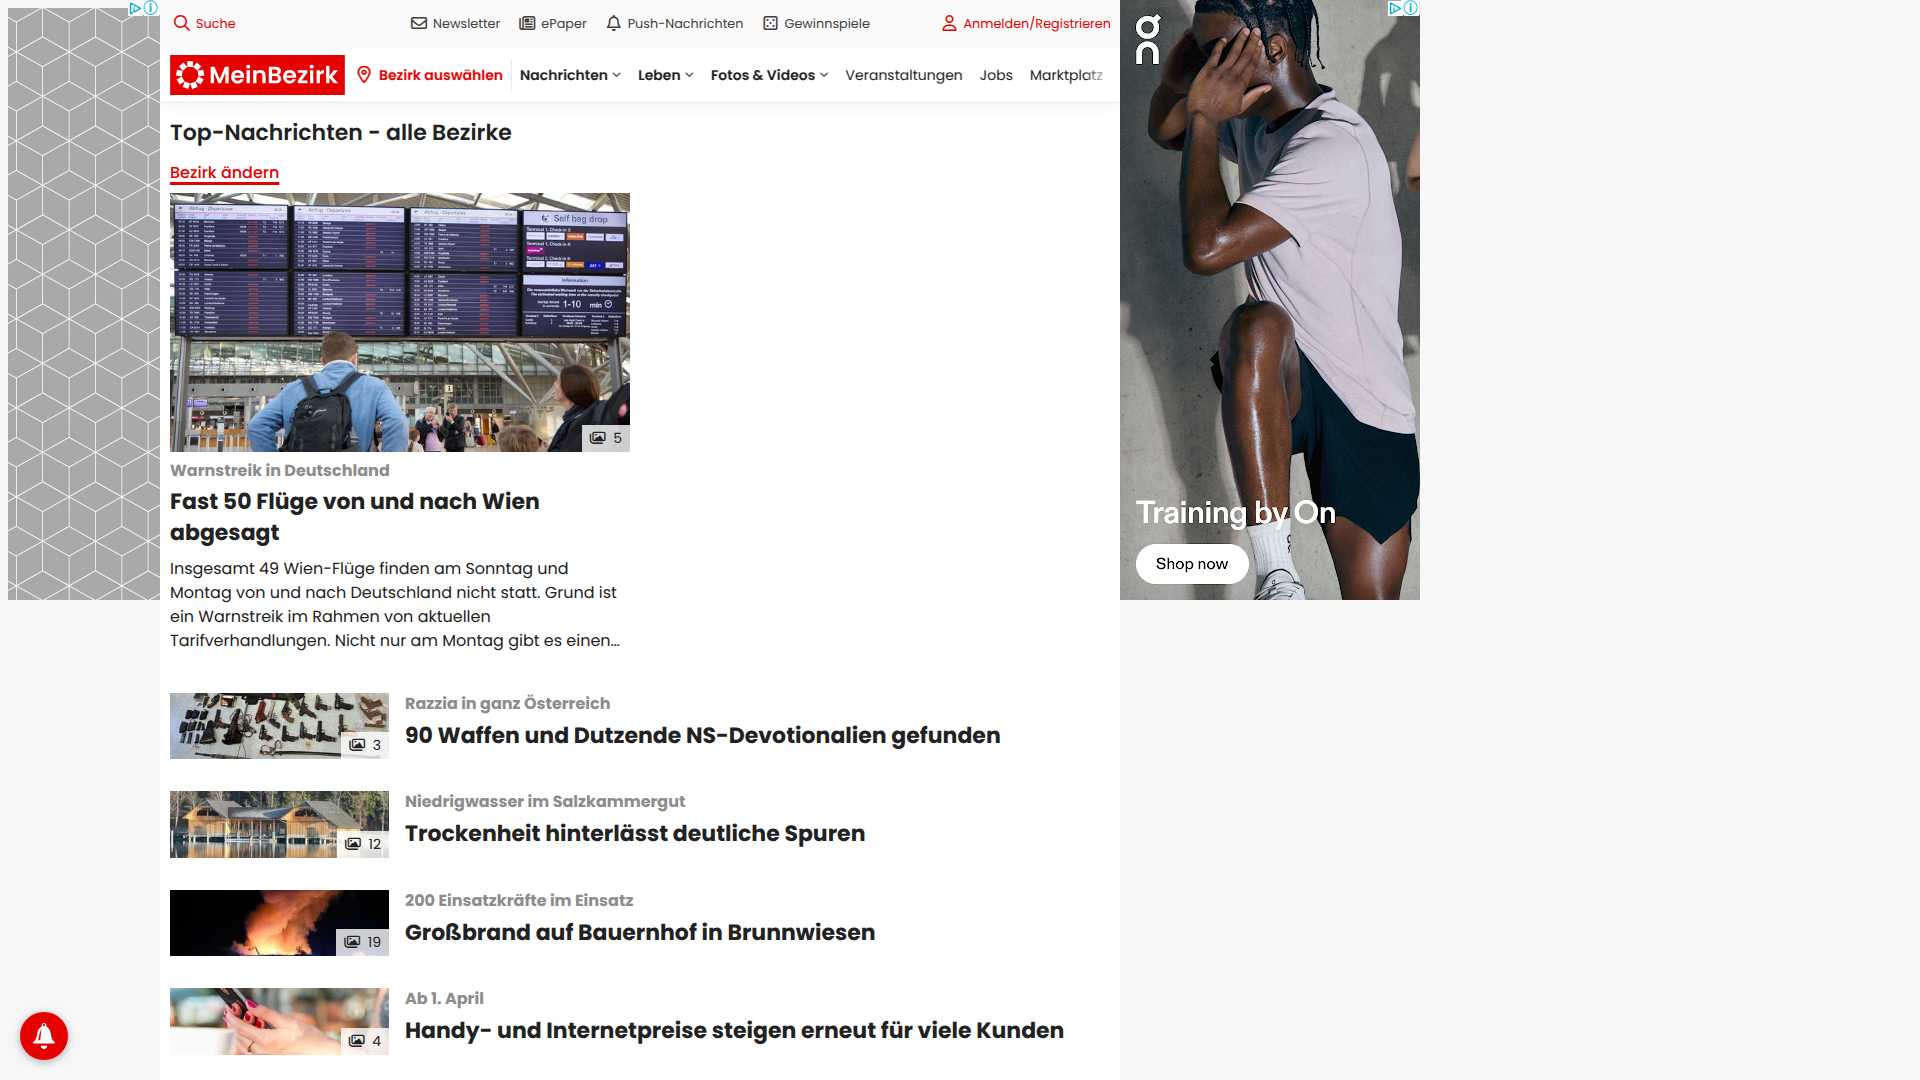 Suche
Newsletter
ePaper
Push-Nachrichten
Gewinnspiele
Anmelden/Registrieren
MeinBezirk
Bezirk auswählen
Nachrichten
Leben
Fotos & Videos
Veranstaltungen
Jobs
Marktplatz
Top-Nachrichten - alle Bezirke
Bezirk ändern
Self bag drop
1-10 min
5
Warnstreik in Deutschland
Fast 50 Flüge von und nach Wien
abgesagt
Insgesamt 49 Wien-Flüge finden am Sonntag und
Montag von und nach Deutschland nicht statt. Grund ist
ein Warnstreik im Rahmen von aktuellen
Tarifverhandlungen. Nicht nur am Montag gibt es einen...
3
Razzia in ganz Österreich
90 Waffen und Dutzende NS-Devotionalien gefunden
12
Niedrigwasser im Salzkammergut
Trockenheit hinterlässt deutliche Spuren
19
200 Einsatzkräfte im Einsatz
Großbrand auf Bauernhof in Brunnwiesen
4
Ab 1. April
Handy- und Internetpreise steigen erneut für viele Kunden
On
Training by On
Shop now